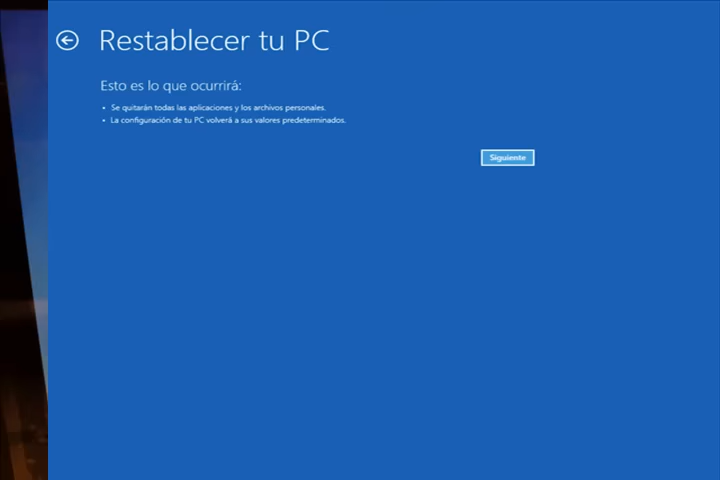 Restablecer tu PC
Esto es lo que ocurrirá:
• Se quitarán todas las aplicaciones y los archivos personales.
• La configuración de tu PC volverá a sus valores predeterminados.
Siguiente